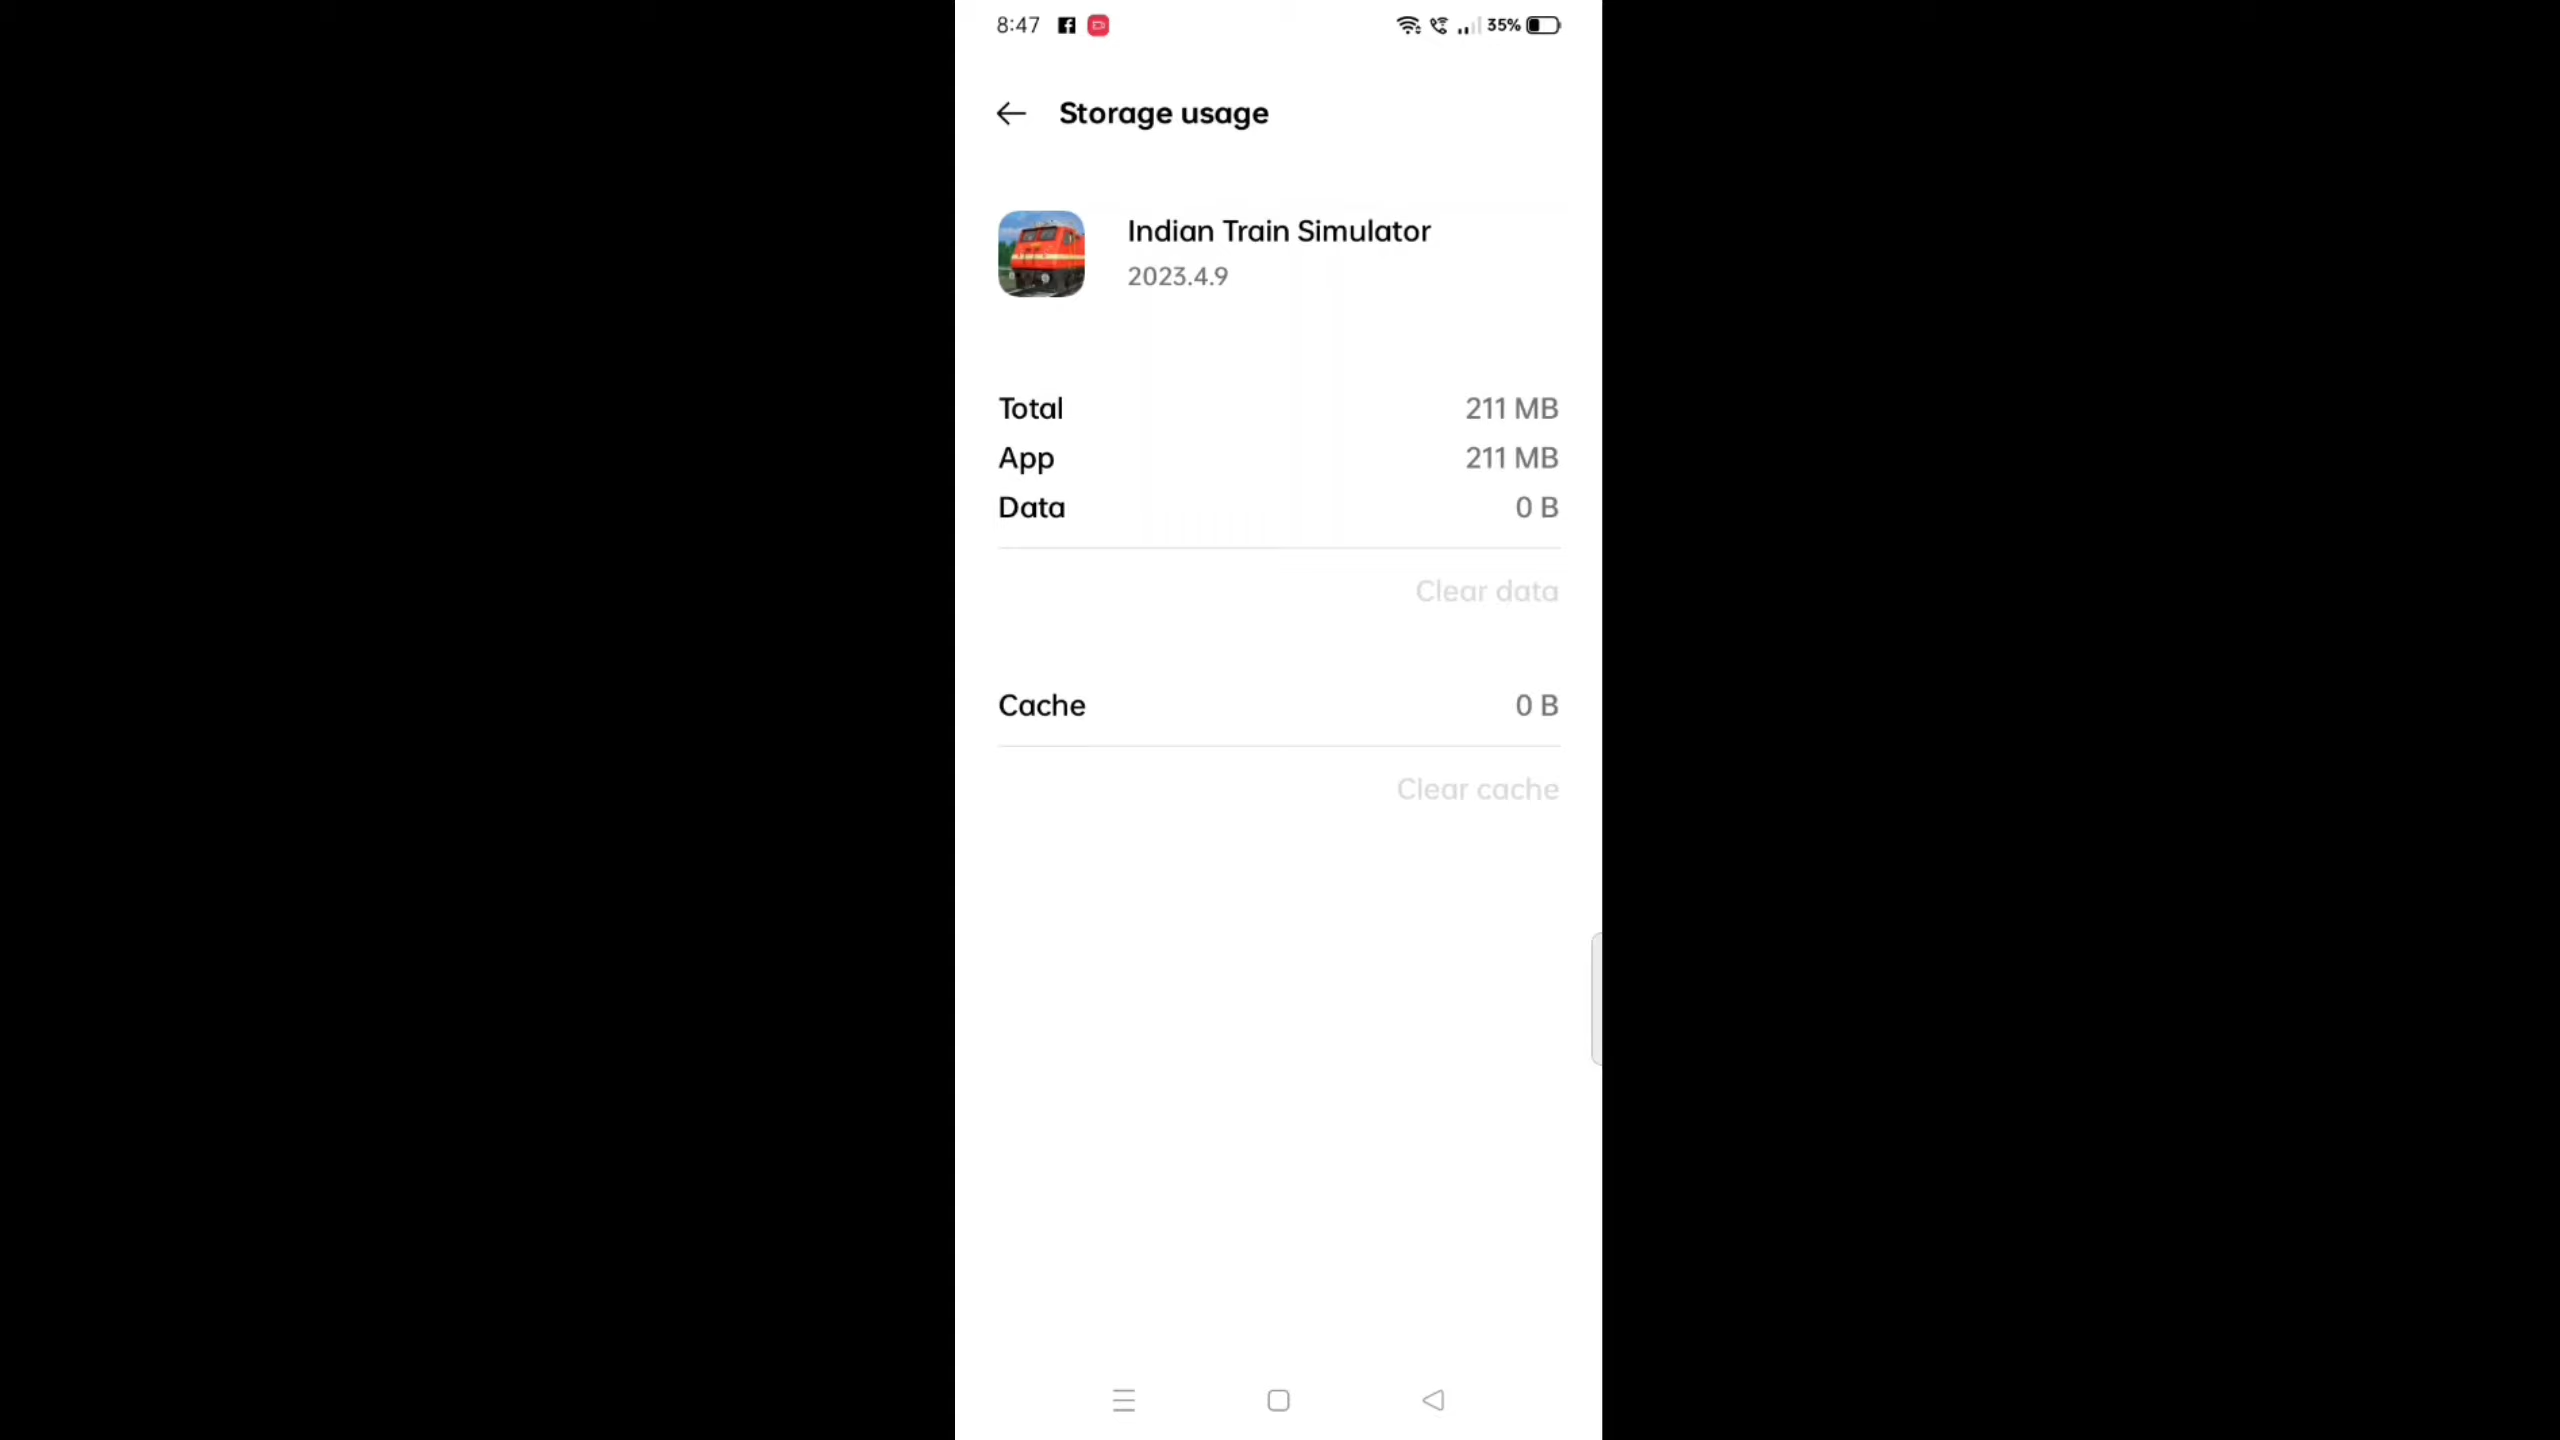 8:47 35%
Storage usage
Indian Train Simulator
2023.4.9
Total 211 MB
App 211 MB
Data 0 B
Clear data
Cache 0 B
Clear cache